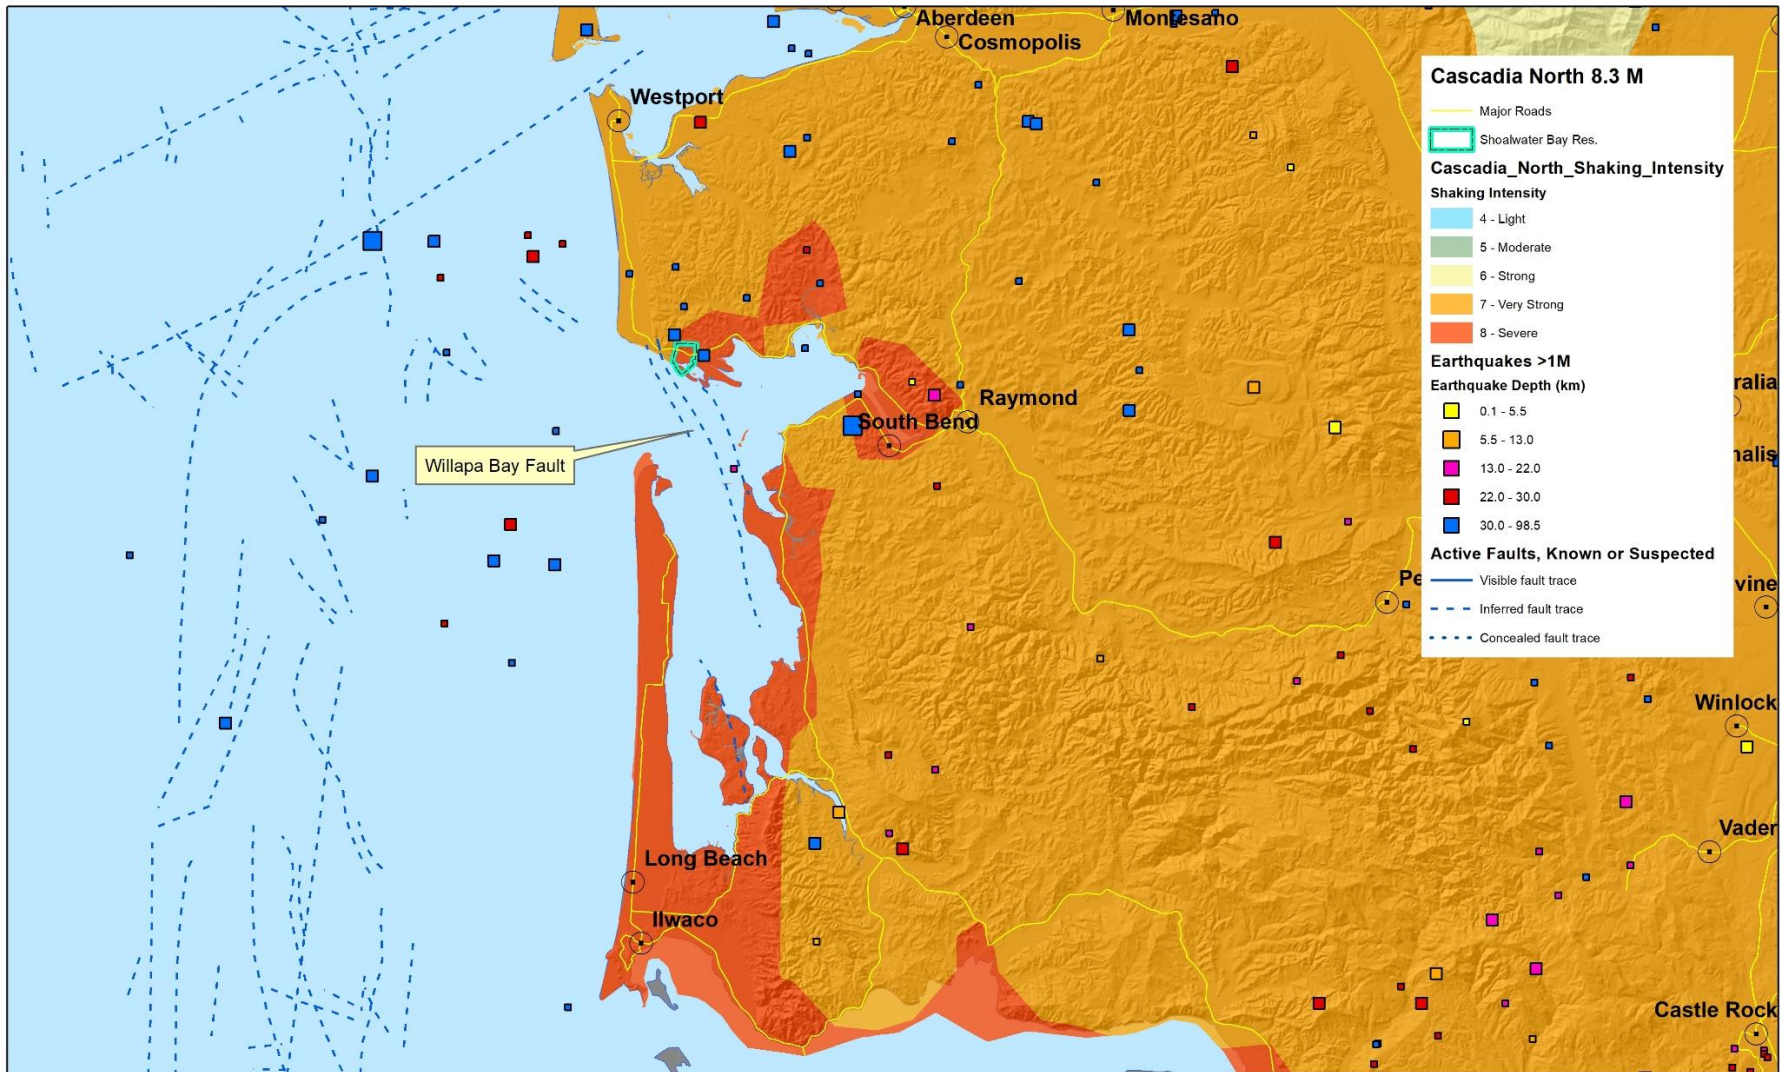 Aberdeen
Montesano
Cosmopolis
Westport
Raymond
South Bend
Willapa Bay Fault
Long Beach
Ilwaco
ralia
nalis
Pe
vine
Winlock
Vader
Castle Rock
Cascadia North 8.3 M
Major Roads
Shoalwater Bay Res.
Cascadia_North_Shaking_Intensity
Shaking Intensity
4 - Light
5 - Moderate
6 - Strong
7 - Very Strong
8 - Severe
Earthquakes >1M
Earthquake Depth (km)
0.1 - 5.5
5.5 - 13.0
13.0 - 22.0
22.0 - 30.0
30.0 - 98.5
Active Faults, Known or Suspected
Visible fault trace
Inferred fault trace
Concealed fault trace